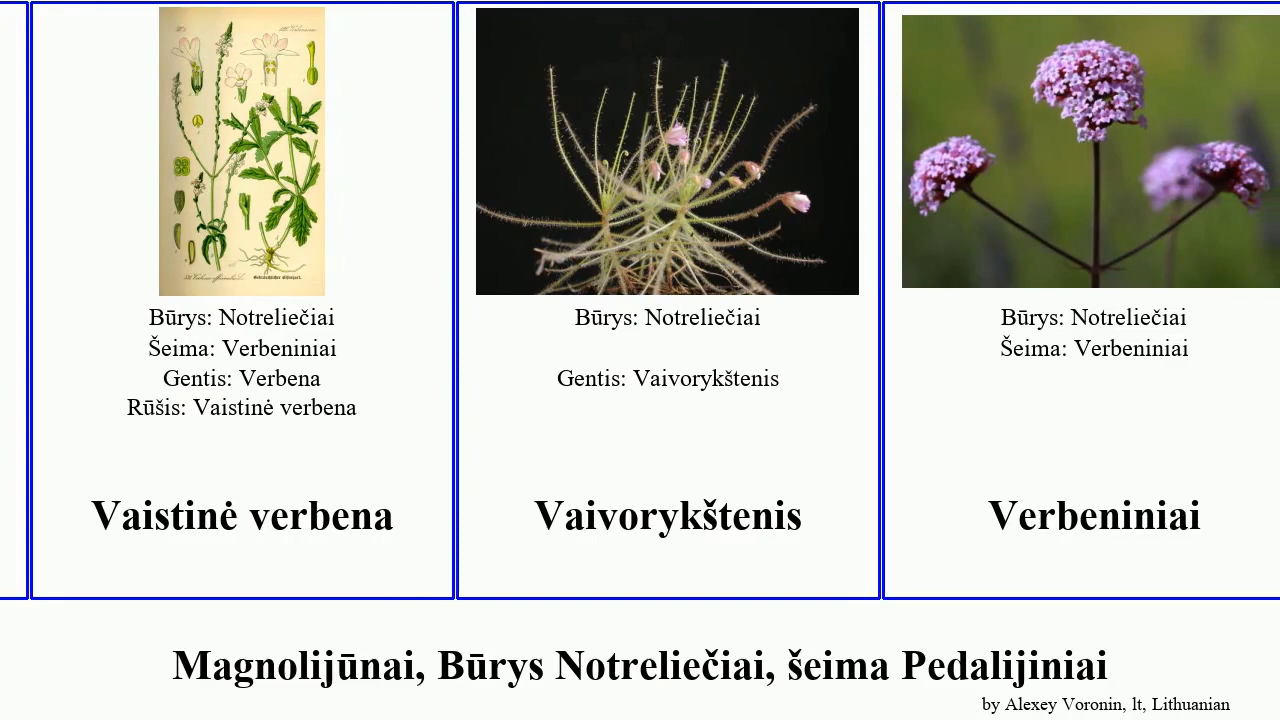 Būrys: Notreliečiai
Šeima: Verbeniniai
Gentis: Verbena
Rūšis: Vaistinė verbena
Vaistinė verbena
Būrys: Notreliečiai
Gentis: Vaivorykštenis
Vaivorykštenis
Būrys: Notreliečiai
Šeima: Verbeniniai
Verbeniniai
Magnolijūnai, Būrys Notreliečiai, šeima Pedalijiniai
by Alexey Voronin, lt, Lithuanian